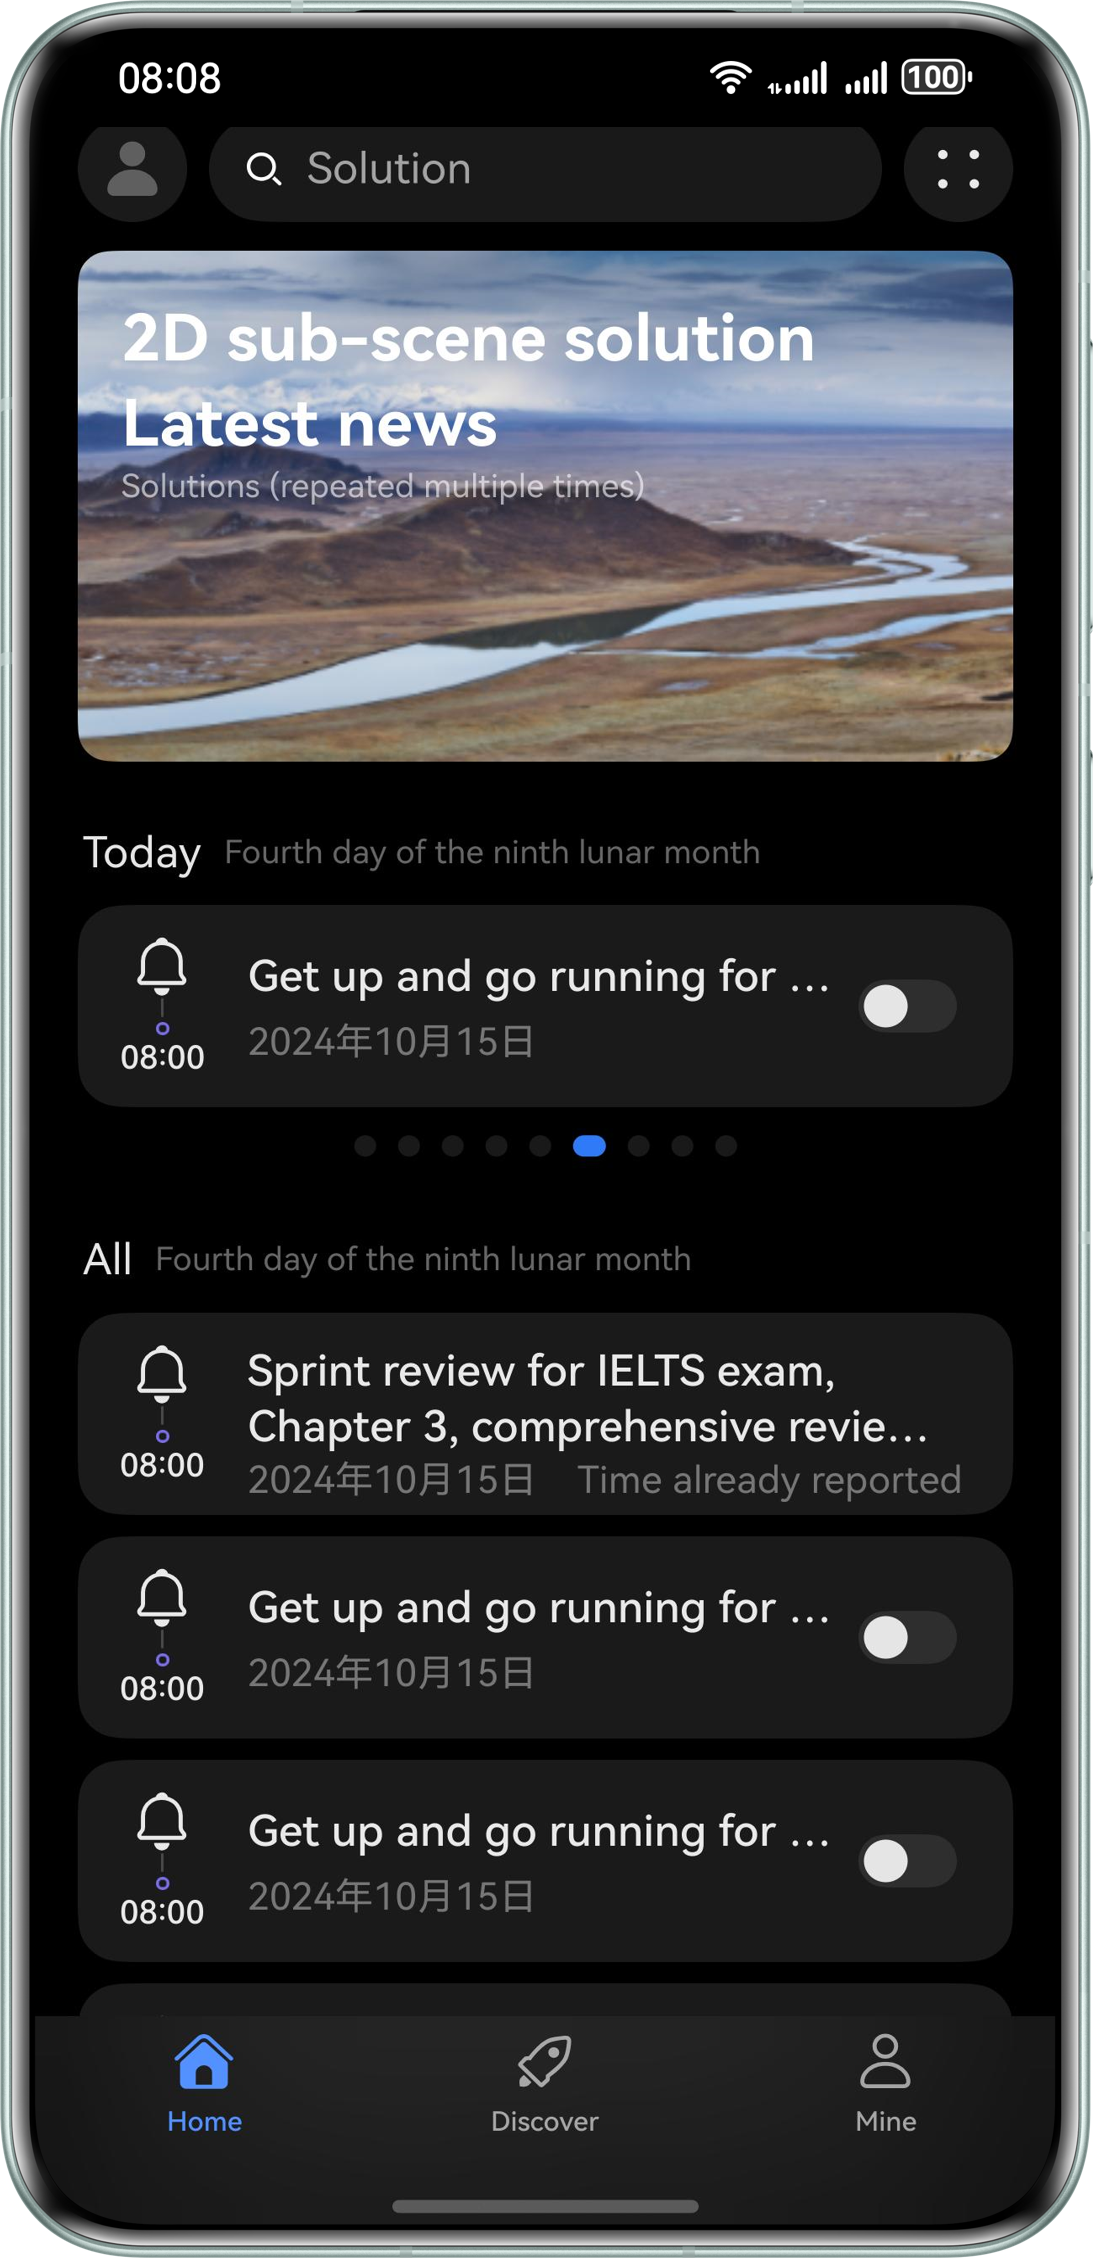 08:08
100
Solution
2D sub-scene solution
Latest news
Solutions (repeated multiple times)
Today Fourth day of the ninth lunar month
Get up and go running for ...
2024年10月15日
08:00
All Fourth day of the ninth lunar month
Sprint review for IELTS exam,
Chapter 3, comprehensive revie...
2024年10月15日 Time already reported
08:00
Get up and go running for ...
2024年10月15日
08:00
Get up and go running for ...
2024年10月15日
08:00
Home
Discover
Mine